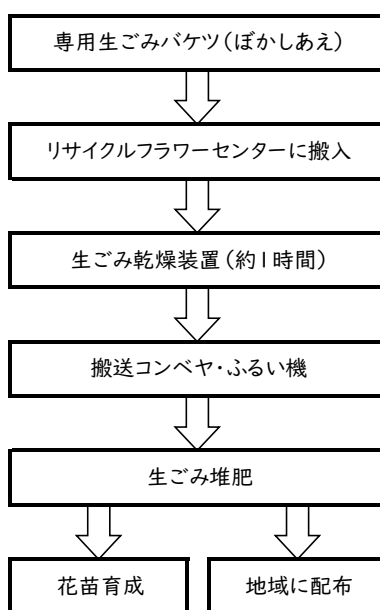 専用生ごみバケツ(ぼかしあえ)
リサイクルフラワーセンターに搬入
生ごみ乾燥装置(約1時間)
搬送コンベヤ・ふるい機
生ごみ堆肥
花苗育成
地域に配布